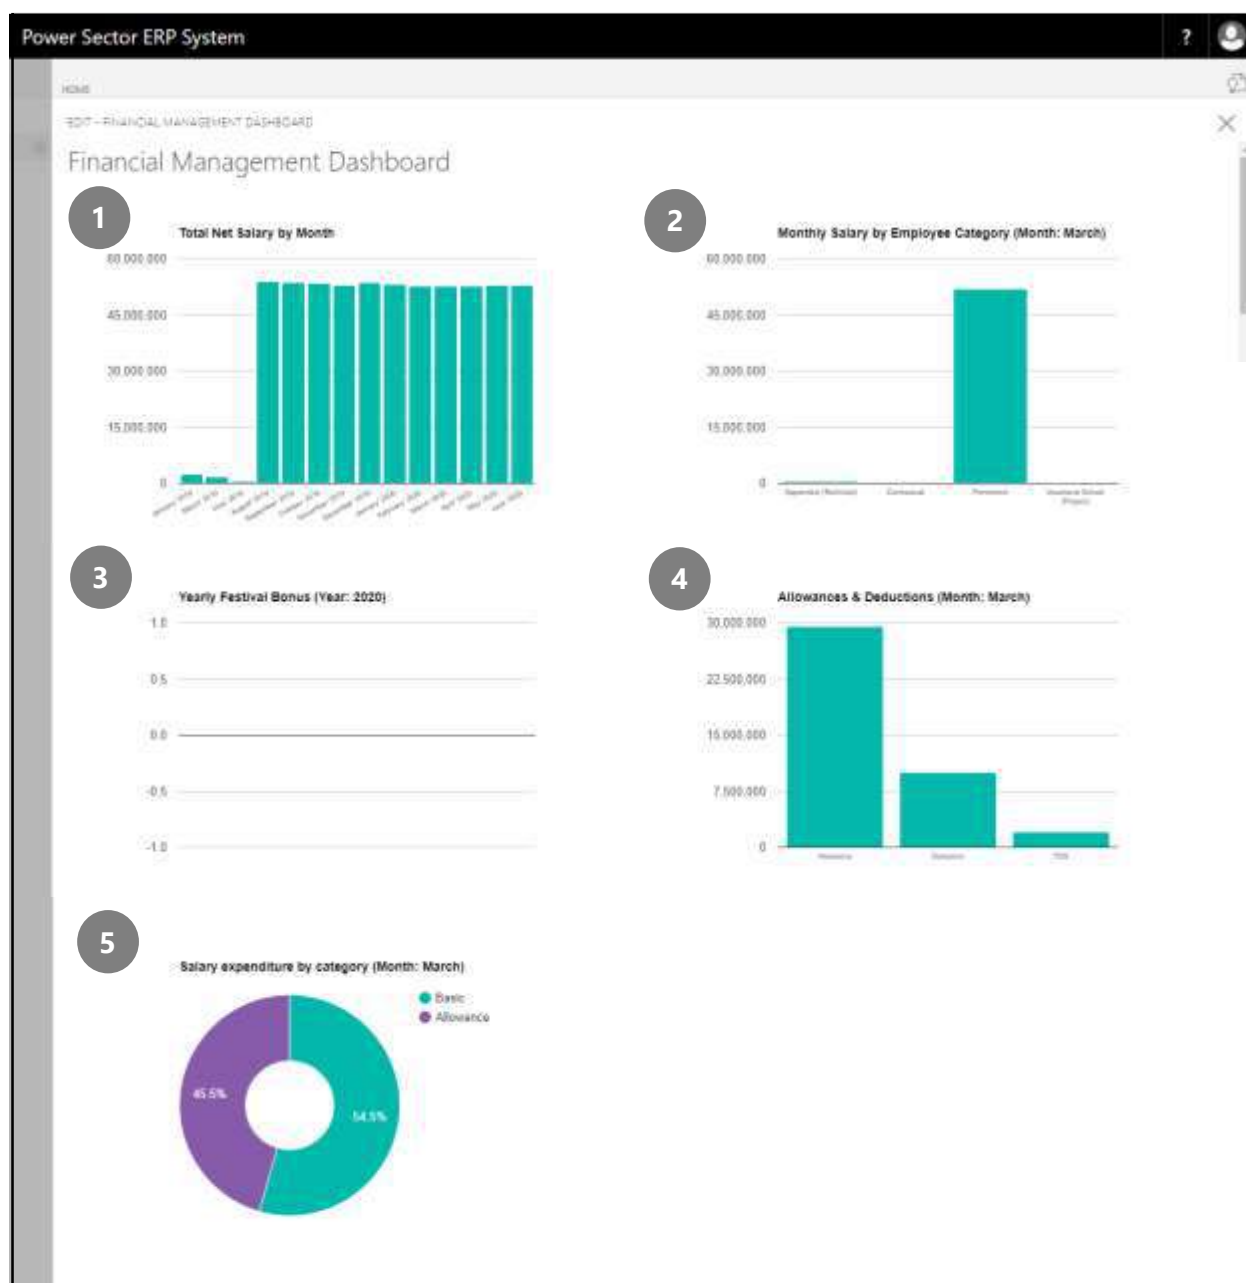 Power Sector ERP System ?
HOME
EDIT - FINANCIAL MANAGEMENT DASHBOARD
Financial Management Dashboard
1
Total Net Salary by Month
60.000.000
45.000.000
30.000.000
15.000.000
0
2
Monthly Salary by Employee Category (Month: March)
60.000.000
45.000.000
30.000.000
15.000.000
0
3
Yearly Festival Bonus (Year: 2020)
1.0
0.5
0.0
-0.5
-1.0
4
Allowances & Deductions (Month: March)
30.000.000
22.500.000
15.000.000
7.500.000
0
5
Salary expenditure by category (Month: March)
Basic
Allowance
45.5%
54.5%